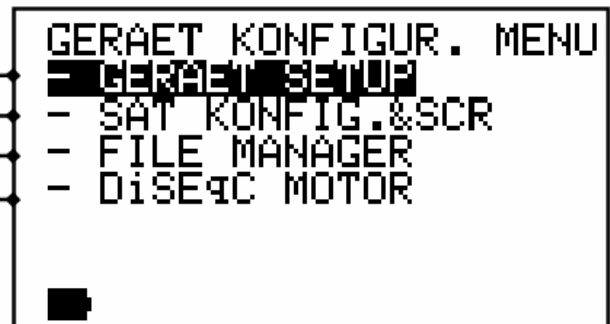 GERAET KONFIGUR. MENU
- GERAET SETUP
- SAT KONFIG.&SCR
- FILE MANAGER
- DiSEqC MOTOR